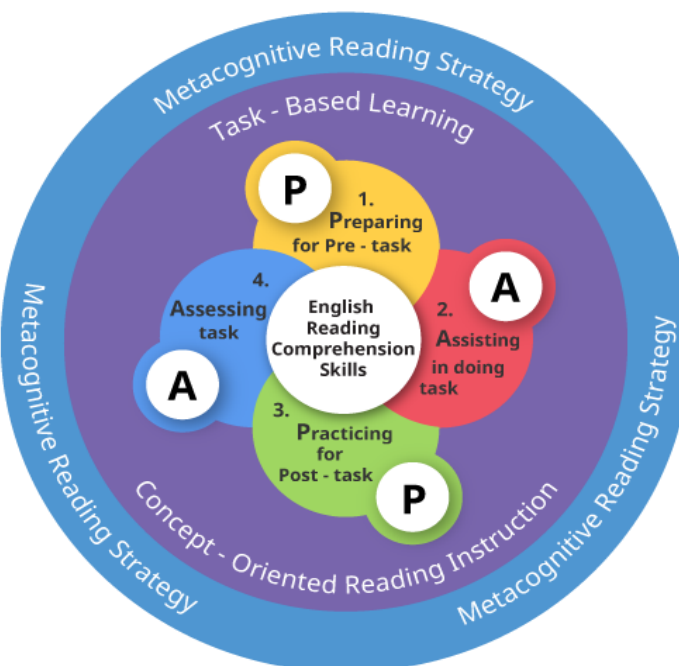 Metacognitive Reading Strategy
Task - Based Learning
P
1.
Preparing
for Pre - task
A
2.
Assisting
in doing
task
4.
Assessing
task
A
English
Reading
Comprehension
Skills
3.
Practicing
for
Post - task
P
Concept - Oriented Reading Instruction
Metacognitive Reading Strategy
Metacognitive Reading Strategy